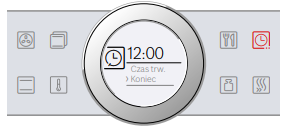 12:00
Czas trw.
› Koniec